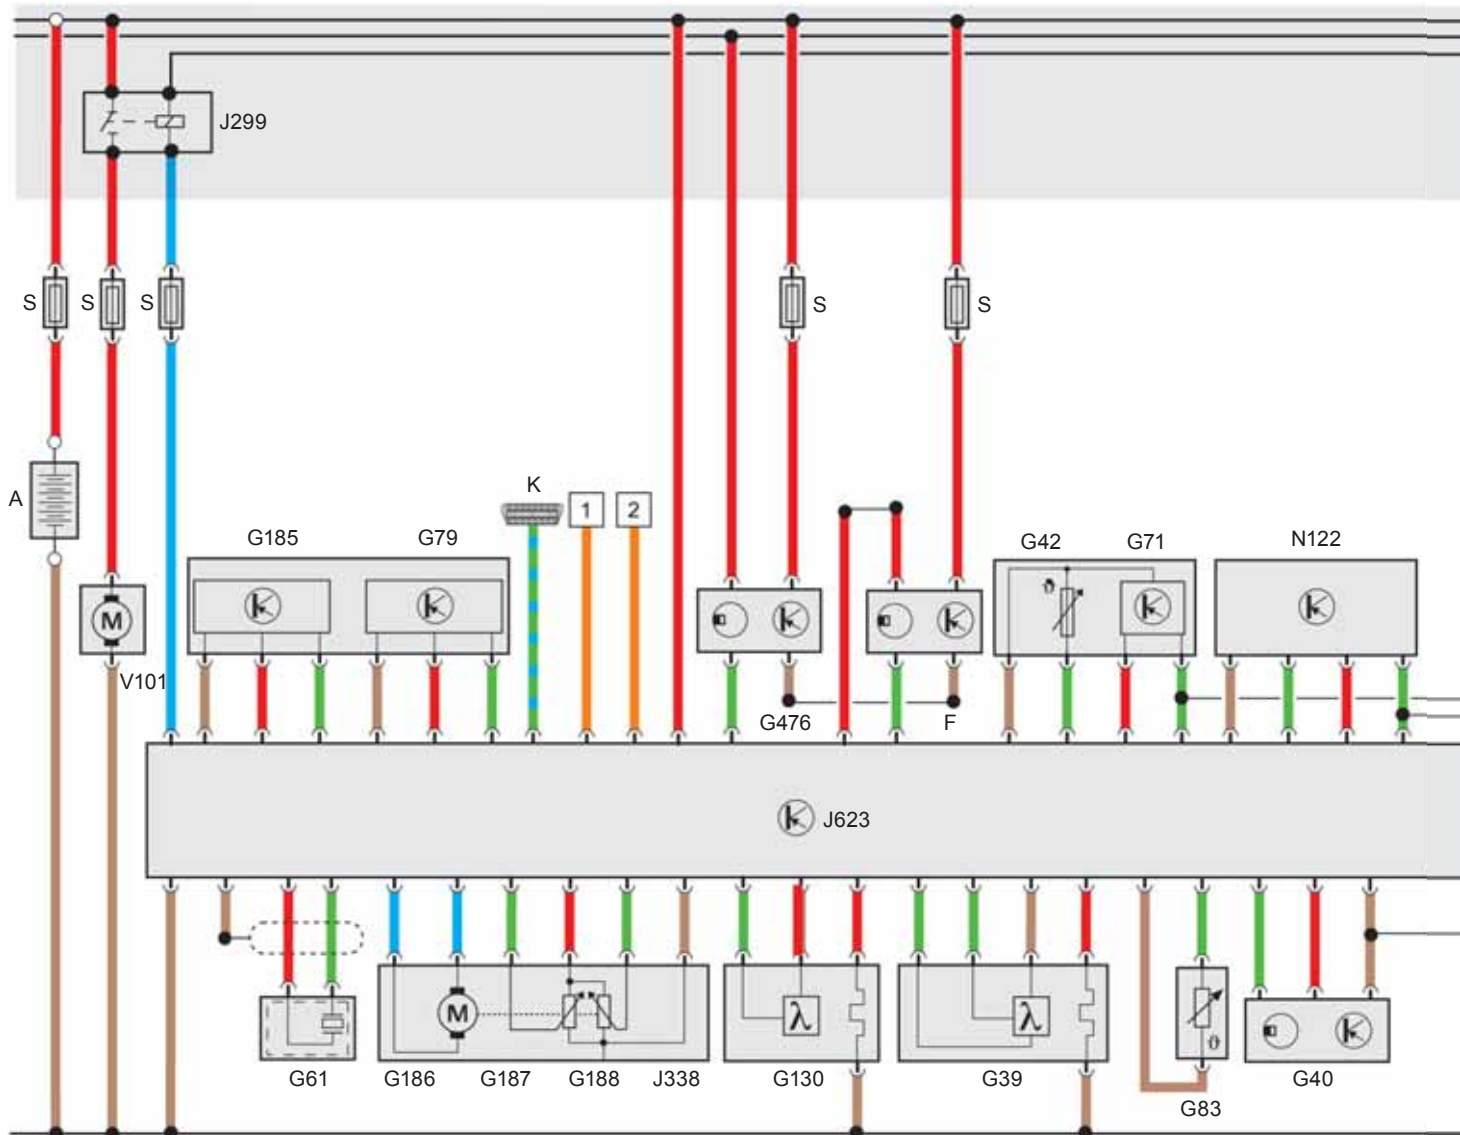 J299
S S S S S
A
K
1 2
G185 G79
G42 G71 N122
M
V101
G476 F
J623
M
λ λ
G61 G186 G187 G188 J338 G130 G39 G40
G83